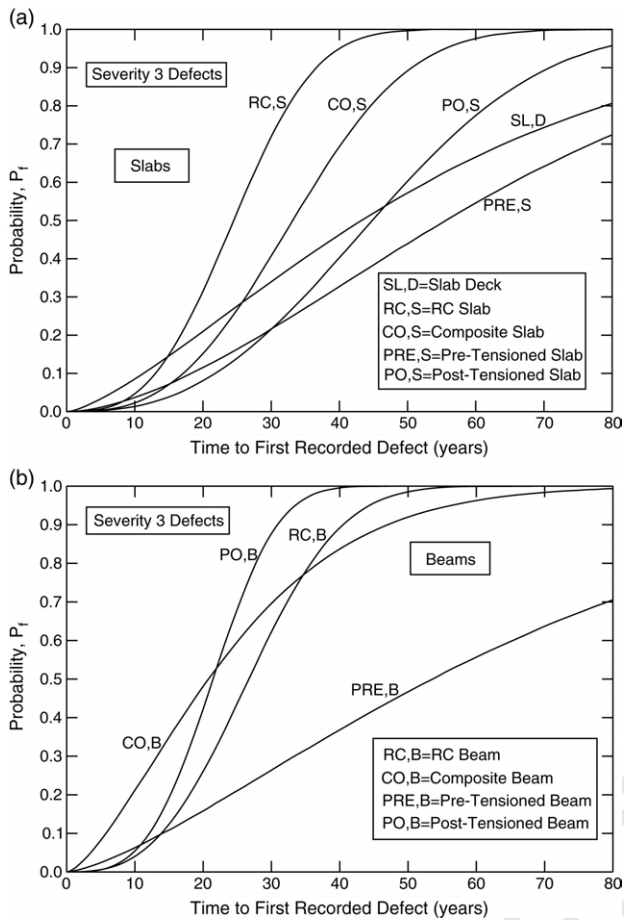 (a)
1.0
0.9
0.8
0.7
0.6
0.5
0.4
0.3
0.2
0.1
0.0
Probability, Pf
Severity 3 Defects
Slabs
RC,S
CO,S
PO,S
SL,D
PRE,S
SL,D=Slab Deck
RC,S=RC Slab
CO,S=Composite Slab
PRE,S=Pre-Tensioned Slab
PO,S=Post-Tensioned Slab
0 10 20 30 40 50 60 70 80
Time to First Recorded Defect (years)
(b)
1.0
0.9
0.8
0.7
0.6
0.5
0.4
0.3
0.2
0.1
0.0
Probability, Pf
Severity 3 Defects
PO,B
RC,B
Beams
CO,B
PRE,B
RC,B=RC Beam
CO,B=Composite Beam
PRE,B=Pre-Tensioned Beam
PO,B=Post-Tensioned Beam
0 10 20 30 40 50 60 70 80
Time to First Recorded Defect (years)